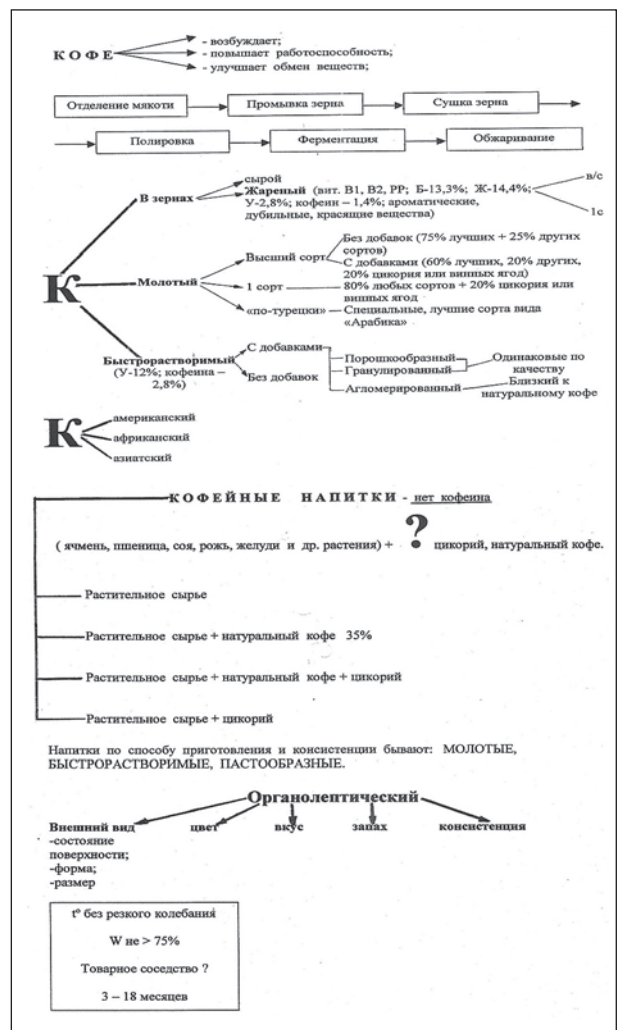 К О Ф Е
- возбуждает;
- повышает работоспособность;
- улучшает обмен веществ;
Отделение мякоти
Промывка зерна
Сушка зерна
Полировка
Ферментация
Обжаривание
К
В зернах
сырой
Жареный (вит. В1, В2, РР; Б-13,3%; Ж-14,4%;
У-2,8%; кофеин – 1,4%; ароматические,
дубильные, красящие вещества)
в/с
1с
Молотый
Высший сорт
Без добавок (75% лучших + 25% других
сортов)
С добавками (60% лучших, 20% других,
20% цикория или винных ягод)
1 сорт
80% любых сортов + 20% цикория или
винных ягод
«по-турецки»
Специальные, лучшие сорта вида
«Арабика»
Быстрорастворимый
(У-12%; кофеина –
2,8%)
С добавками
Без добавок
Порошкообразный
Гранулированный
Одинаковые по
качеству
Агломерированный
Близкий к
натуральному кофе
К
американский
африканский
азиатский
К О Ф Е Й Н Ы Е Н А П И Т К И - нет кофеина
( ячмень, пшеница, соя, рожь, желуди и др. растения) + ? цикорий, натуральный кофе.
Растительное сырье
Растительное сырье + натуральный кофе 35%
Растительное сырье + натуральный кофе + цикорий
Растительное сырье + цикорий
Напитки по способу приготовления и консистенции бывают: МОЛОТЫЕ,
БЫСТРОРАСТВОРИМЫЕ, ПАСТООБРАЗНЫЕ.
Органолептический
Внешний вид
-состояние
поверхности;
-форма;
-размер
цвет
вкус
запах
консистенция
t° без резкого колебания
W не > 75%
Товарное соседство ?
3 – 18 месяцев